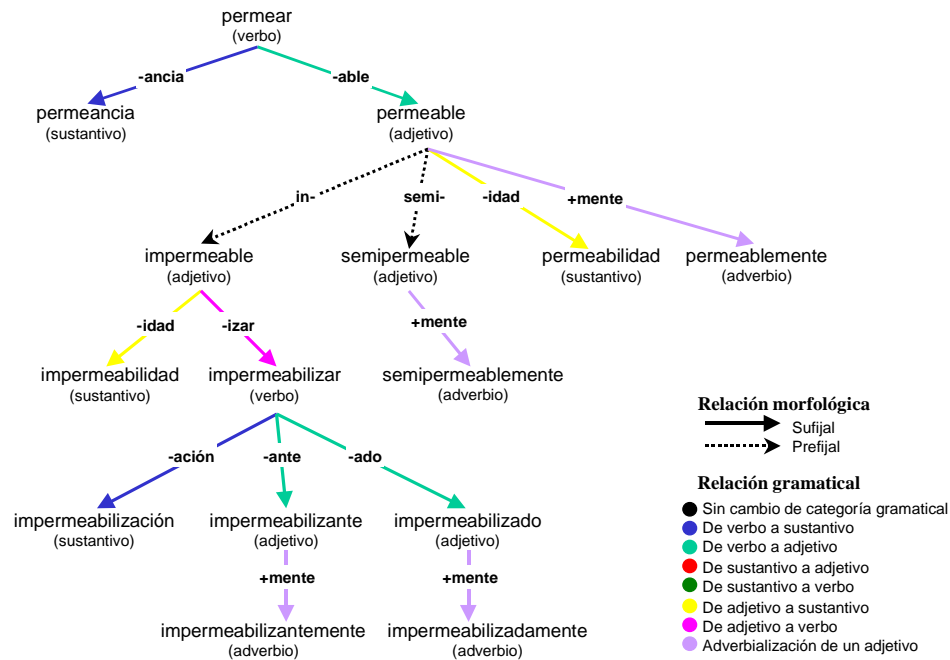 permear
(verbo)
-ancia
-able
permeancia
(sustantivo)
permeable
(adjetivo)
in-
semi-
-idad
+mente
impermeable
(adjetivo)
semipermeable
(adjetivo)
permeabilidad
(sustantivo)
permeablemente
(adverbio)
-idad
-izar
+mente
impermeabilidad
(sustantivo)
impermeabilizar
(verbo)
semipermeablemente
(adverbio)
-ación
-ante
-ado
impermeabilización
(sustantivo)
impermeabilizante
(adjetivo)
impermeabilizado
(adjetivo)
+mente
+mente
impermeabilizantemente
(adverbio)
impermeabilizadamente
(adverbio)
Relación morfológica
Sufijal
Prefijal
Relación gramatical
Sin cambio de categoría gramatical
De verbo a sustantivo
De verbo a adjetivo
De sustantivo a adjetivo
De sustantivo a verbo
De adjetivo a sustantivo
De adjetivo a verbo
Adverbialización de un adjetivo